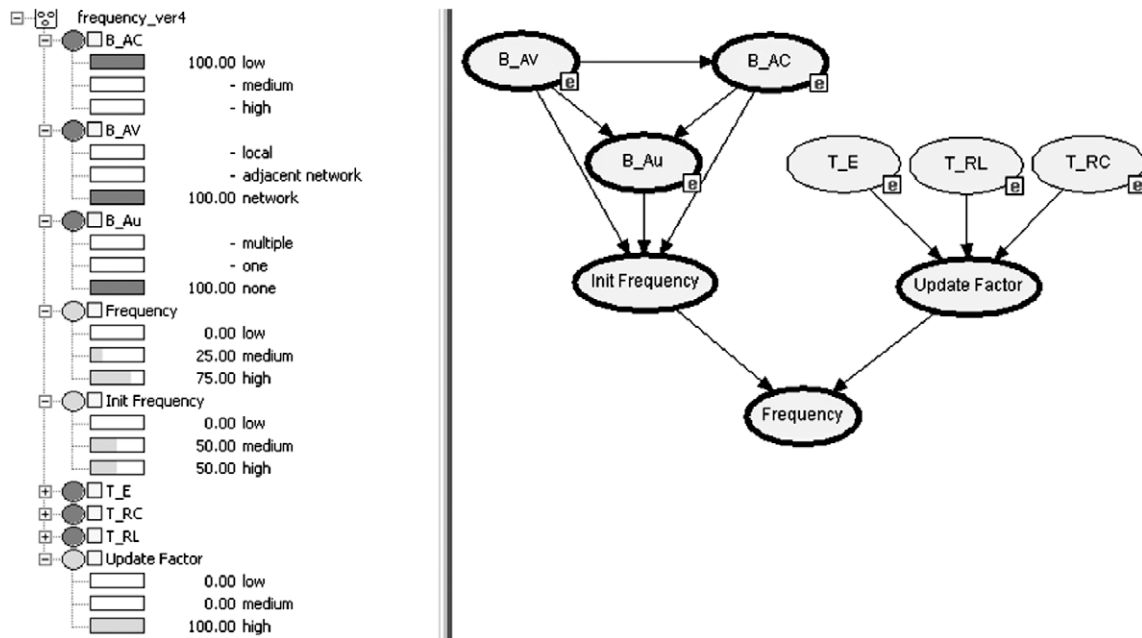 frequency_ver4
B_AC
100.00 low
- medium
- high
B_AV
- local
- adjacent network
100.00 network
B_Au
- multiple
- one
100.00 none
Frequency
0.00 low
25.00 medium
75.00 high
Init Frequency
0.00 low
50.00 medium
50.00 high
T_E
T_RC
T_RL
Update Factor
0.00 low
0.00 medium
100.00 high
B_AV
e
B_AC
e
B_Au
e
T_E
e
T_RL
e
T_RC
e
Init Frequency
Update Factor
Frequency